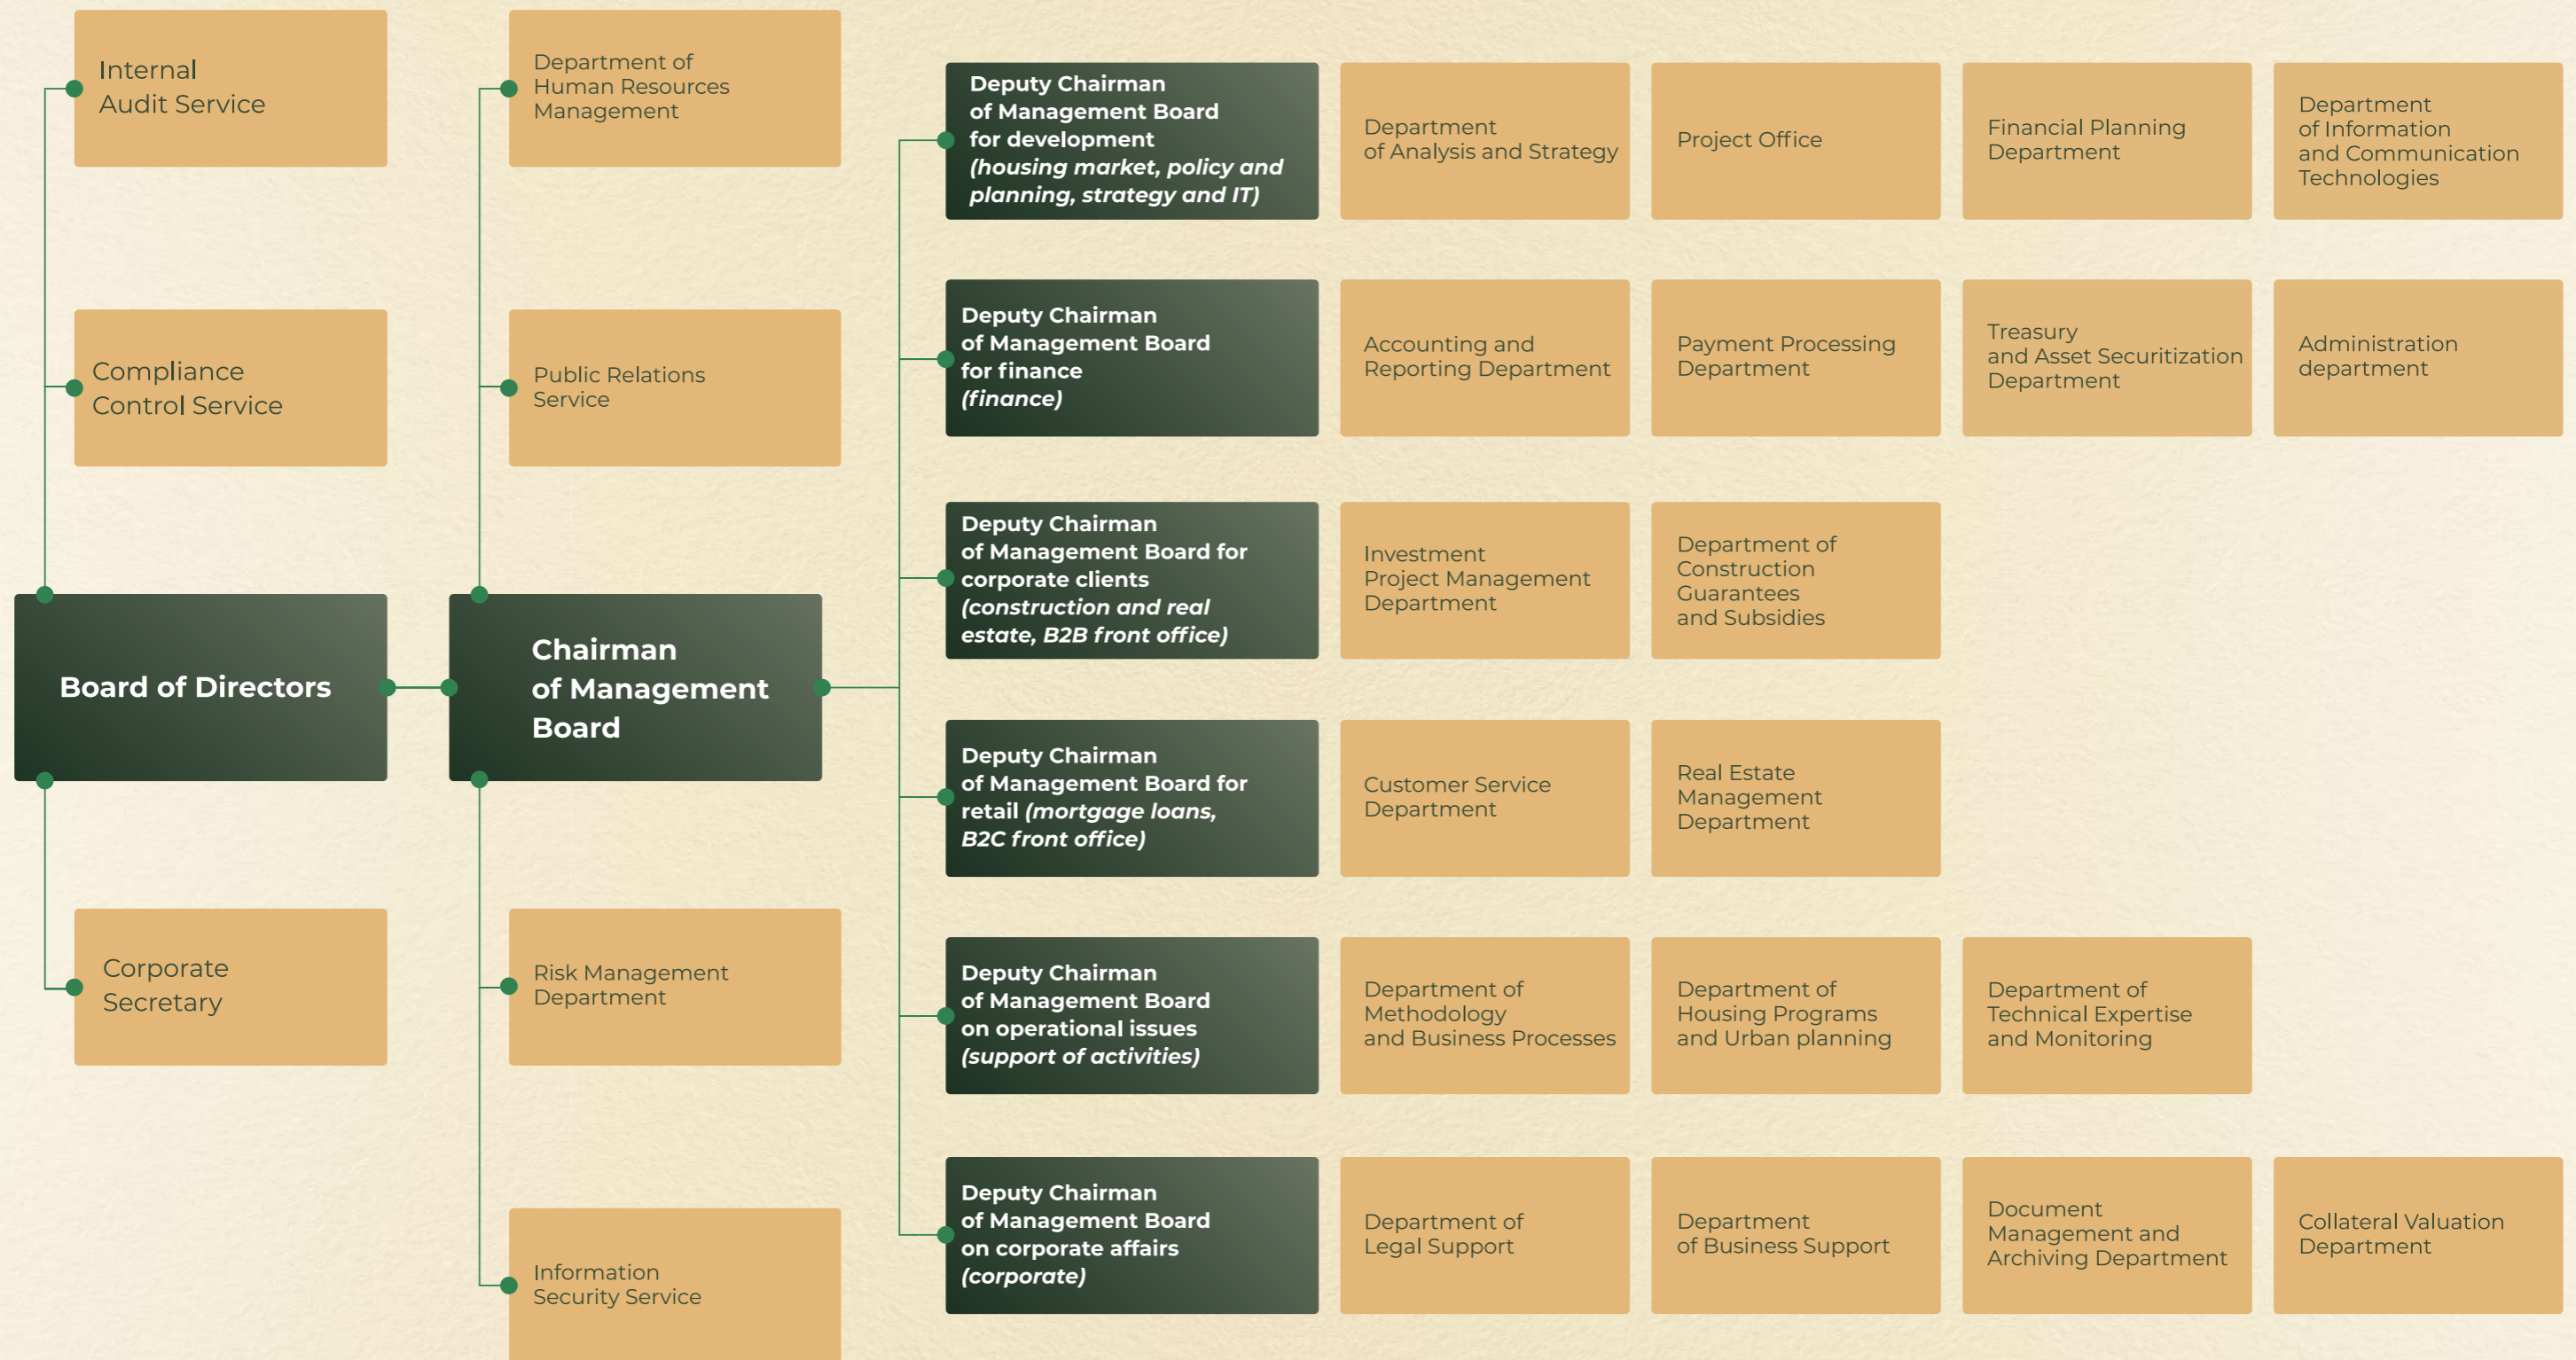 Internal
Audit Service
Compliance
Control Service
Board of Directors
Corporate
Secretary
Department of
Human Resources
Management
Public Relations
Service
Chairman
of Management
Board
Risk Management
Department
Information
Security Service
Deputy Chairman
of Management Board
for development
(housing market, policy and
planning, strategy and IT)
Department
of Analysis and Strategy
Project Office
Financial Planning
Department
Department
of Information
and Communication
Technologies
Deputy Chairman
of Management Board
for finance
(finance)
Accounting and
Reporting Department
Payment Processing
Department
Treasury
and Asset Securitization
Department
Administration
department
Deputy Chairman
of Management Board for
corporate clients
(construction and real
estate, B2B front office)
Investment
Project Management
Department
Department of
Construction
Guarantees
and Subsidies
Deputy Chairman
of Management Board for
retail (mortgage loans,
B2C front office)
Customer Service
Department
Real Estate
Management
Department
Deputy Chairman
of Management Board
on operational issues
(support of activities)
Department of
Methodology
and Business Processes
Department of
Housing Programs
and Urban planning
Department of
Technical Expertise
and Monitoring
Deputy Chairman
of Management Board
on corporate affairs
(corporate)
Department of
Legal Support
Department
of Business Support
Document
Management and
Archiving Department
Collateral Valuation
Department